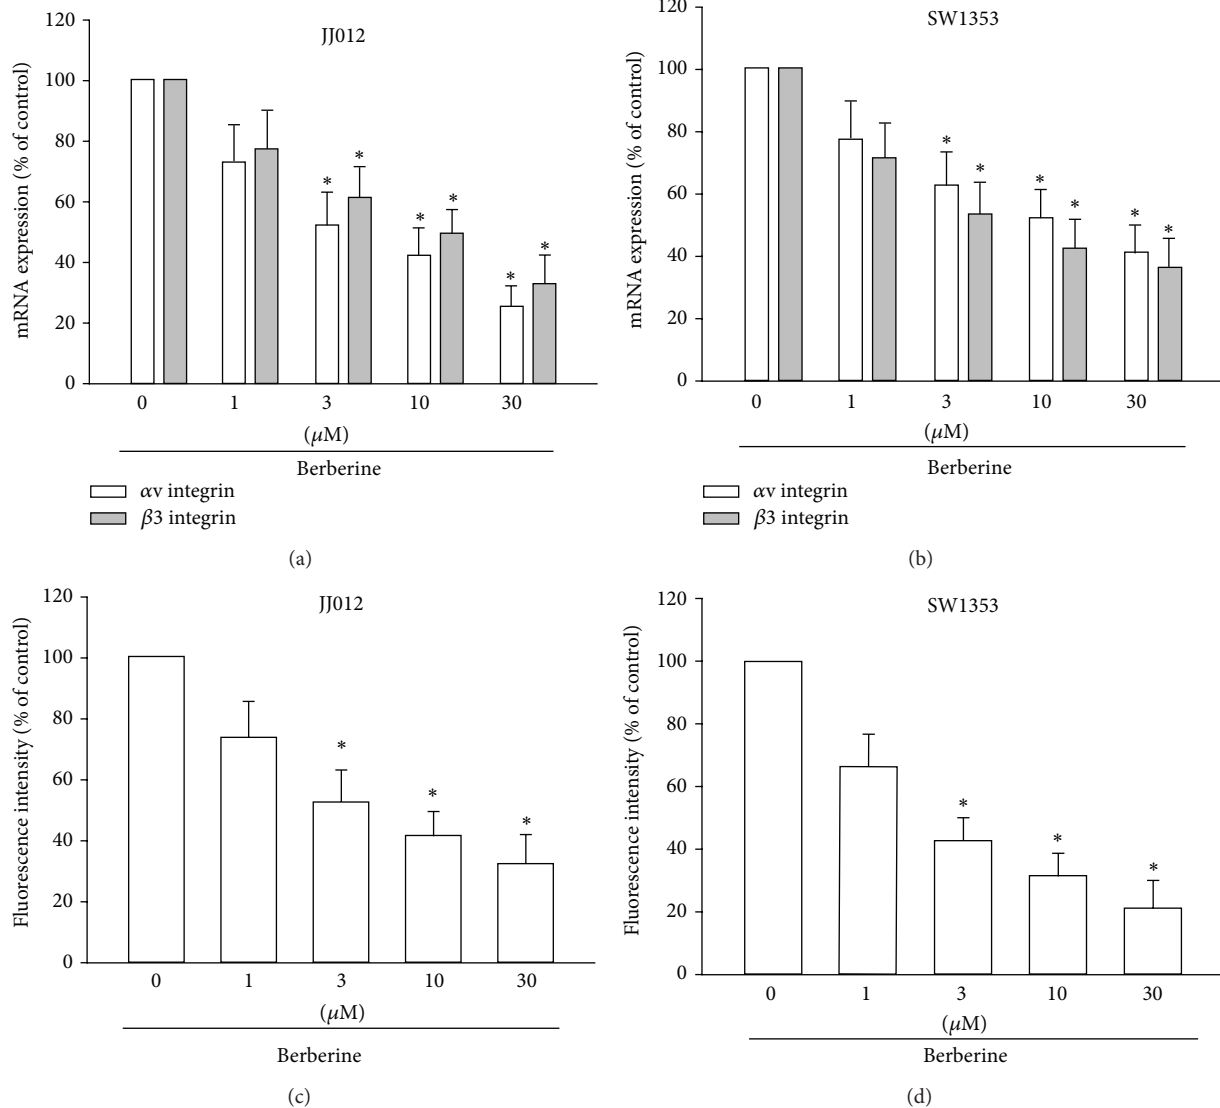 JJ012
mRNA expression (% of control)
120
100
80
60
40
20
0
* * * * * *
0 1 3 10 30
(μM)
Berberine
αv integrin
β3 integrin
(a)
SW1353
mRNA expression (% of control)
120
100
80
60
40
20
0
* * * * * *
0 1 3 10 30
(μM)
Berberine
αv integrin
β3 integrin
(b)
JJ012
Fluorescence intensity (% of control)
120
100
80
60
40
20
0
* * *
0 1 3 10 30
(μM)
Berberine
(c)
SW1353
Fluorescence intensity (% of control)
120
100
80
60
40
20
0
* * *
0 1 3 10 30
(μM)
Berberine
(d)